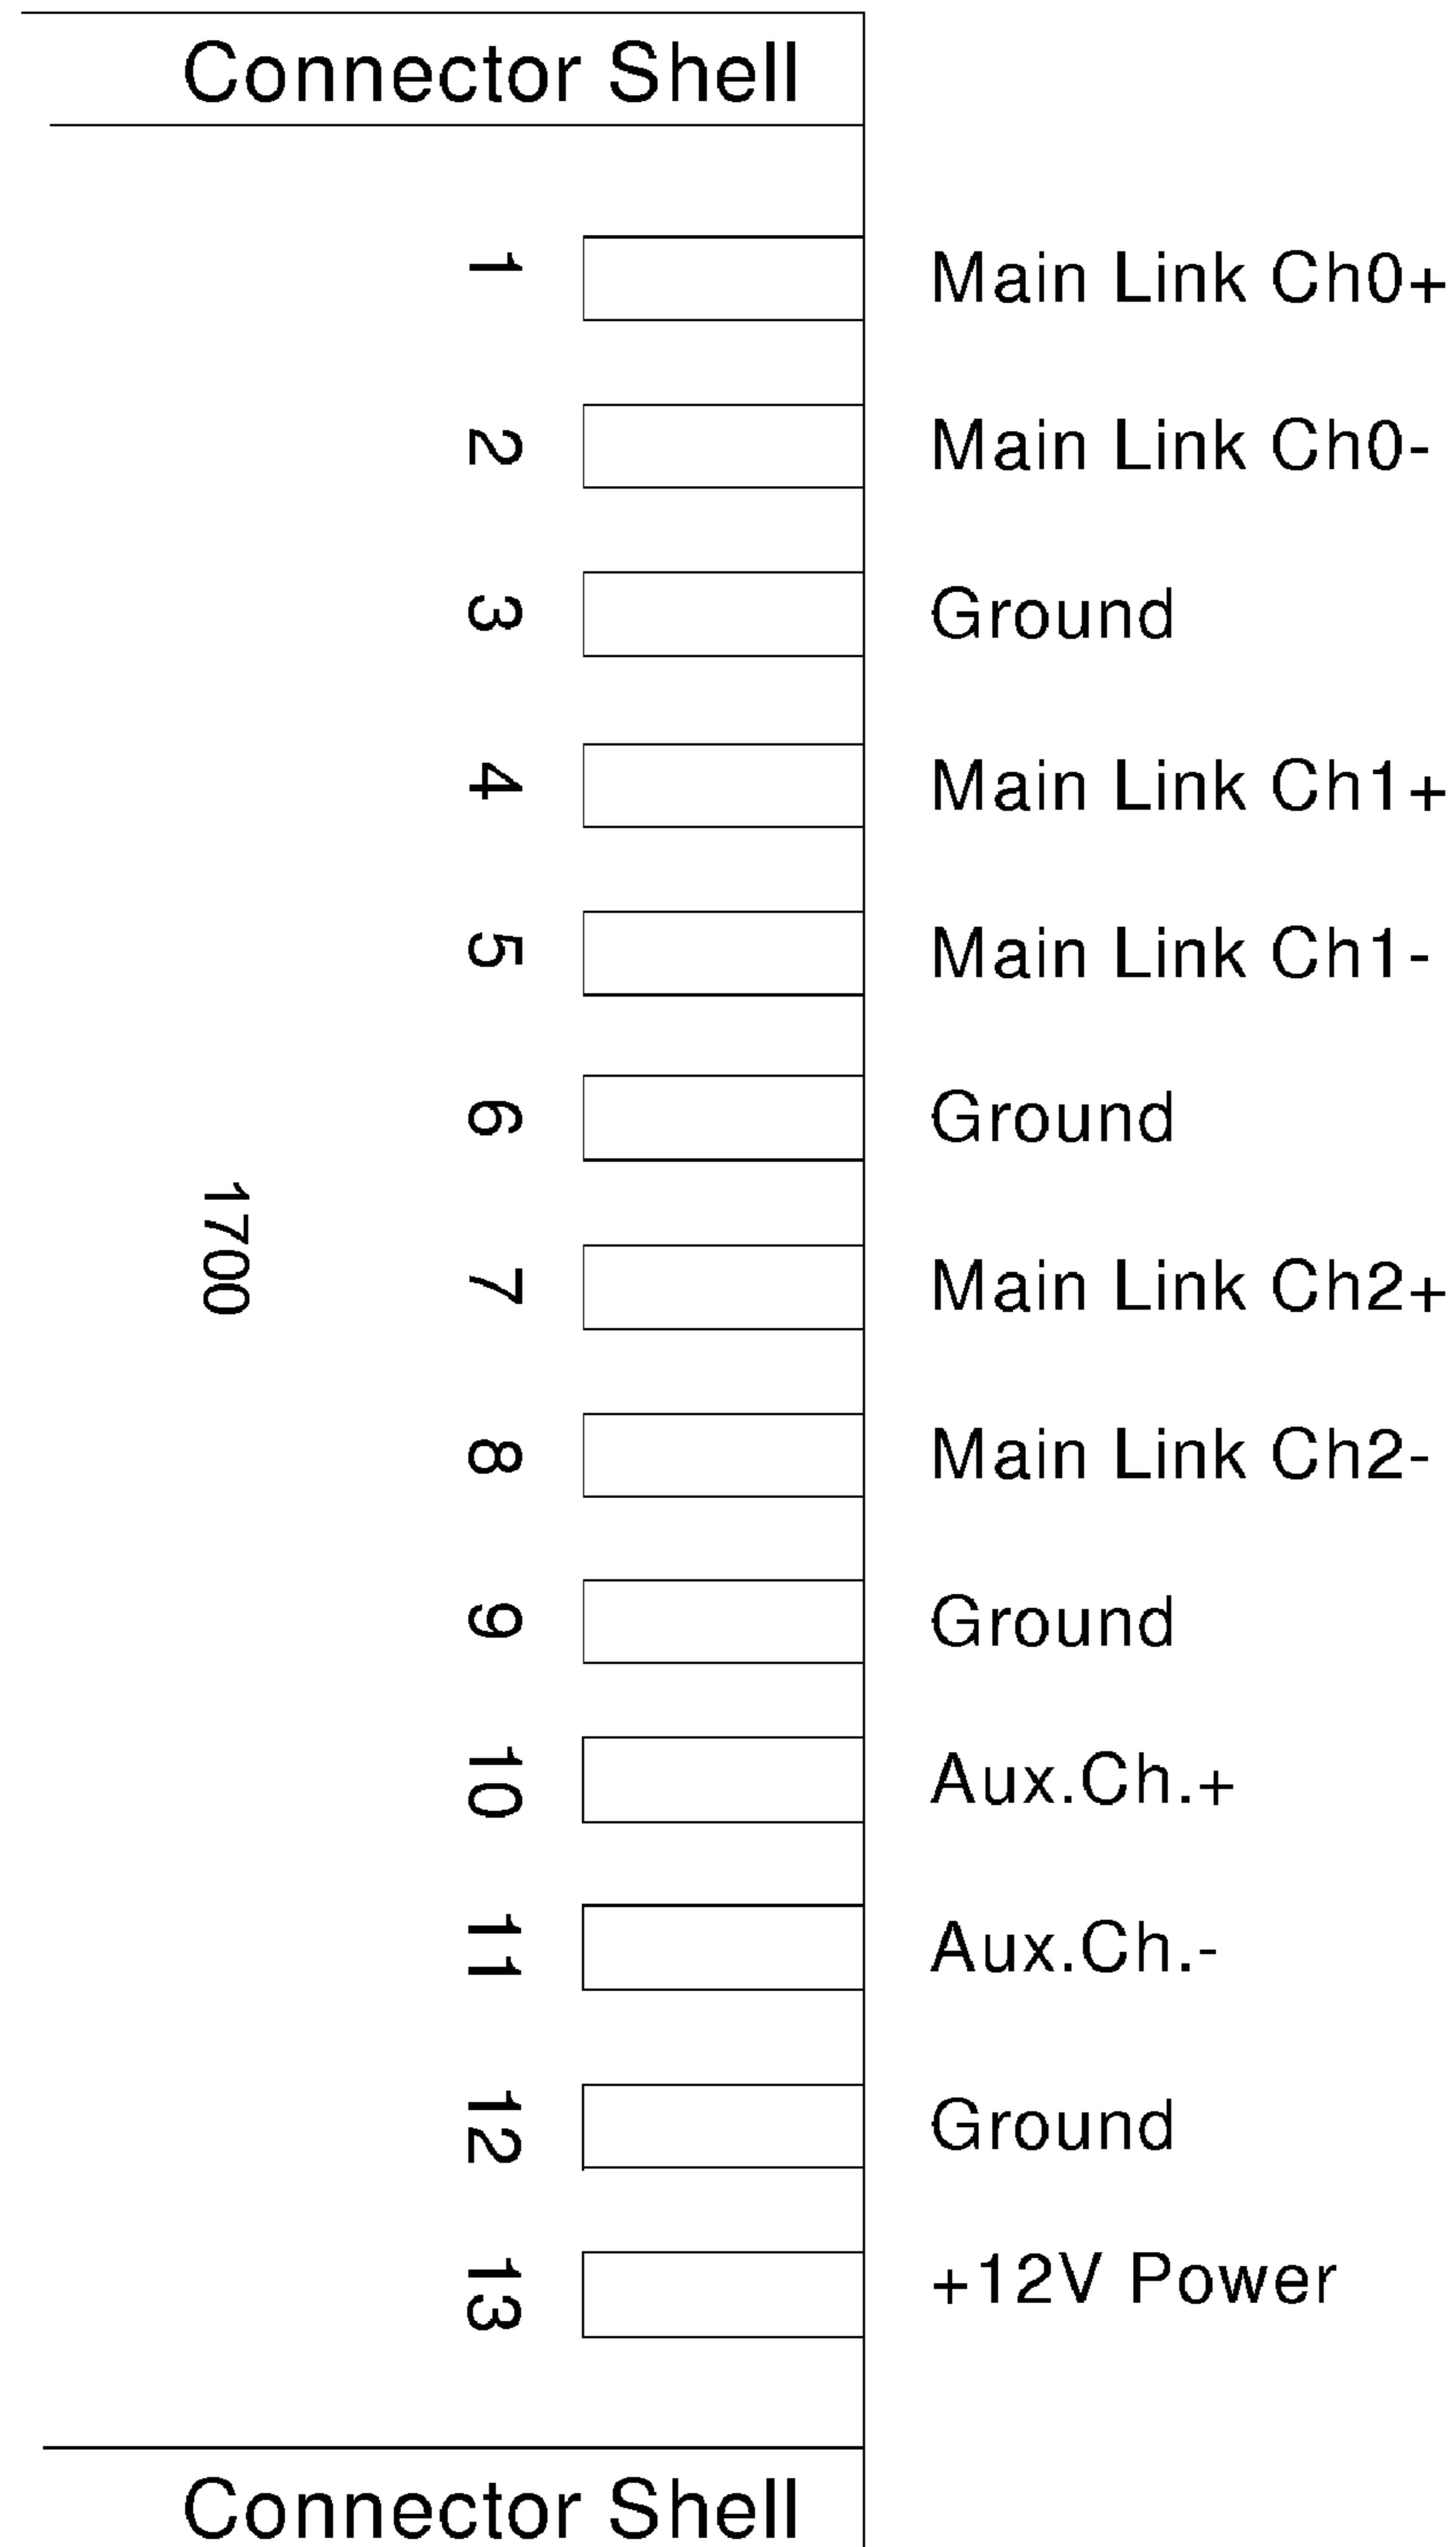 Connector Shell
1 Main Link Ch0+
2 Main Link Ch0-
3 Ground
4 Main Link Ch1+
5 Main Link Ch1-
6 Ground
1700
7 Main Link Ch2+
8 Main Link Ch2-
9 Ground
10 Aux.Ch.+
11 Aux.Ch.-
12 Ground
13 +12V Power
Connector Shell